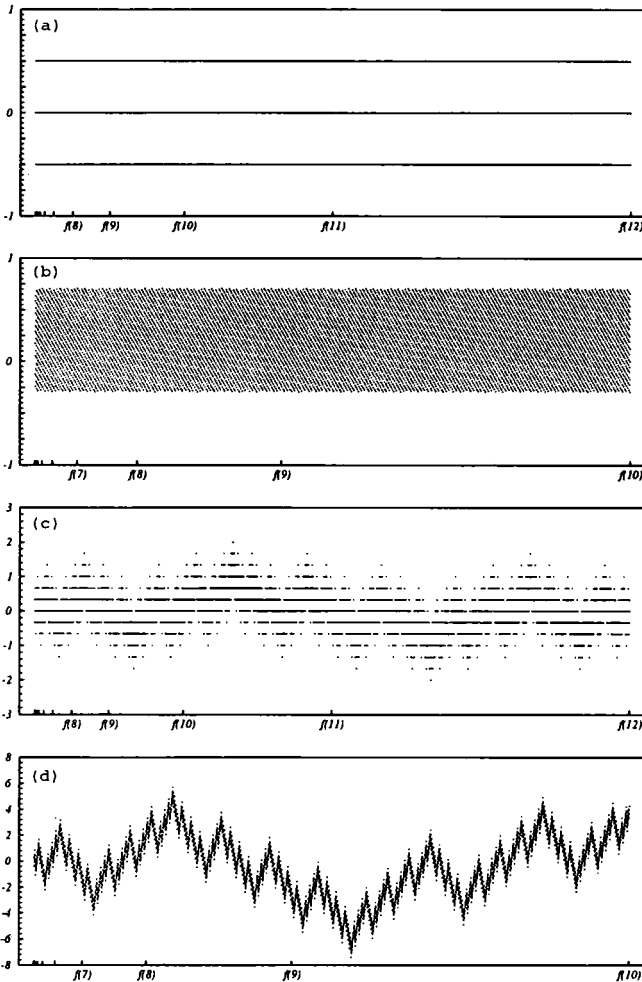 (a)
1
0
-1
f(8) f(9) f(10) f(11) f(12)
(b)
1
0
-1
f(7) f(8) f(9) f(10)
(c)
3
2
1
0
-1
-2
-3
f(8) f(9) f(10) f(11) f(12)
(d)
8
6
4
2
0
-2
-4
-6
-8
f(7) f(8) f(9) f(10)